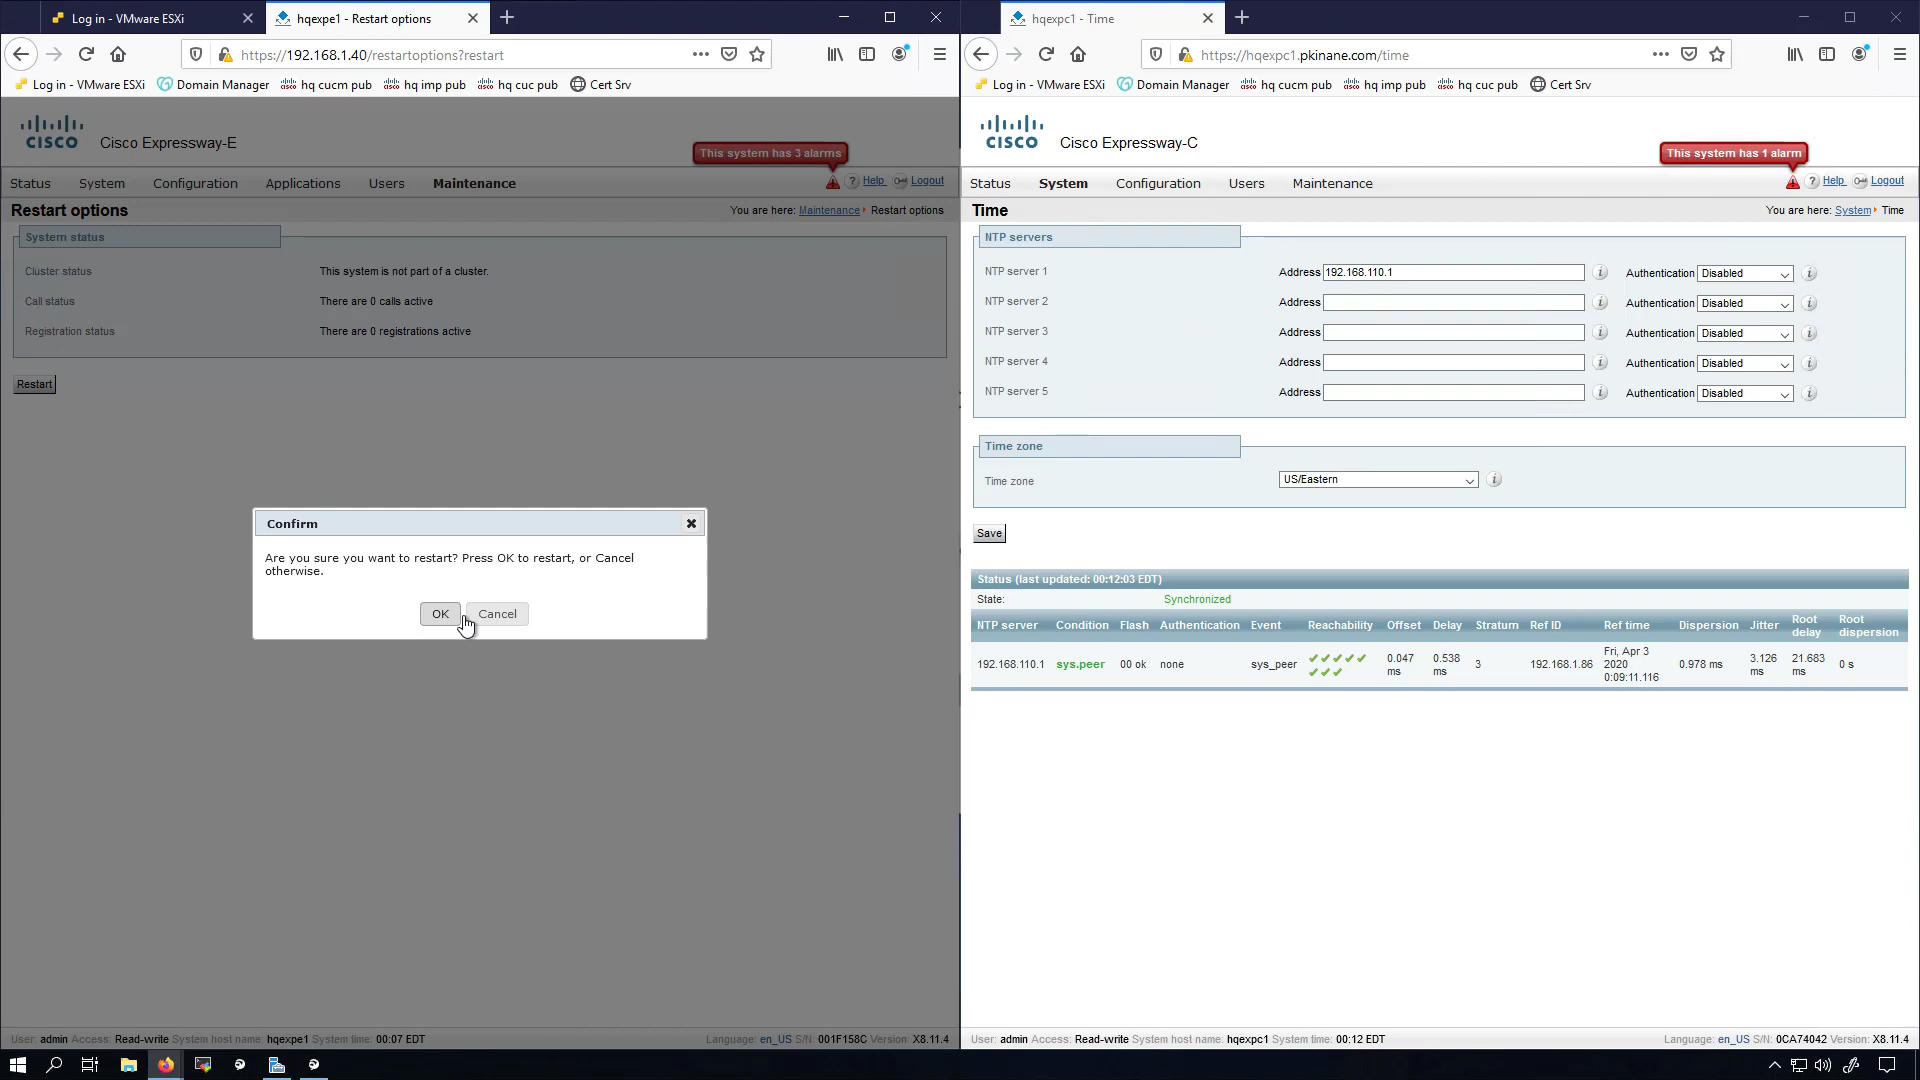 Log in - VMware ESXi
hqexpe1 - Restart options
https://192.168.1.40/restartoptions?restart
Log in - VMware ESXi
Domain Manager
hq cucm pub
hq imp pub
hq cuc pub
Cert Srv
CISCO
Cisco Expressway-E
This system has 3 alarms
Status
System
Configuration
Applications
Users
Maintenance
Help
Logout
Restart options
You are here: Maintenance Restart options
System status
Cluster status
This system is not part of a cluster.
Call status
There are 0 calls active
Registration status
There are 0 registrations active
Restart
Confirm
Are you sure you want to restart? Press OK to restart, or Cancel
otherwise.
OK
Cancel
User: admin Access: Read-write System host name: hqexpe1 System time: 00:07 EDT
Language: en_US S/N: 001F158C Version: X8.11.4
hqexpc1 - Time
https://hqexpc1.pkinane.com/time
Log in - VMware ESXi
Domain Manager
hq cucm pub
hq imp pub
hq cuc pub
Cert Srv
CISCO
Cisco Expressway-C
This system has 1 alarm
Status
System
Configuration
Users
Maintenance
Help
Logout
Time
You are here: System Time
NTP servers
NTP server 1 Address 192.168.110.1 Authentication Disabled
NTP server 2 Address Authentication Disabled
NTP server 3 Address Authentication Disabled
NTP server 4 Address Authentication Disabled
NTP server 5 Address Authentication Disabled
Time zone
Time zone US/Eastern
Save
Status (last updated: 00:12:03 EDT)
State: Synchronized
NTP server Condition Flash Authentication Event Reachability Offset Delay Stratum Ref ID Ref time Dispersion Jitter Root delay Root dispersion
192.168.110.1 sys.peer 00 ok none sys_peer ✔✔✔✔✔✔✔✔ 0.047 ms 0.538 ms 3 192.168.1.86 Fri, Apr 3 2020 0:09:11.116 0.978 ms 3.126 ms 21.683 ms 0 s
User: admin Access: Read-write System host name: hqexpc1 System time: 00:12 EDT
Language: en_US S/N: 0CA74042 Version: X8.11.4